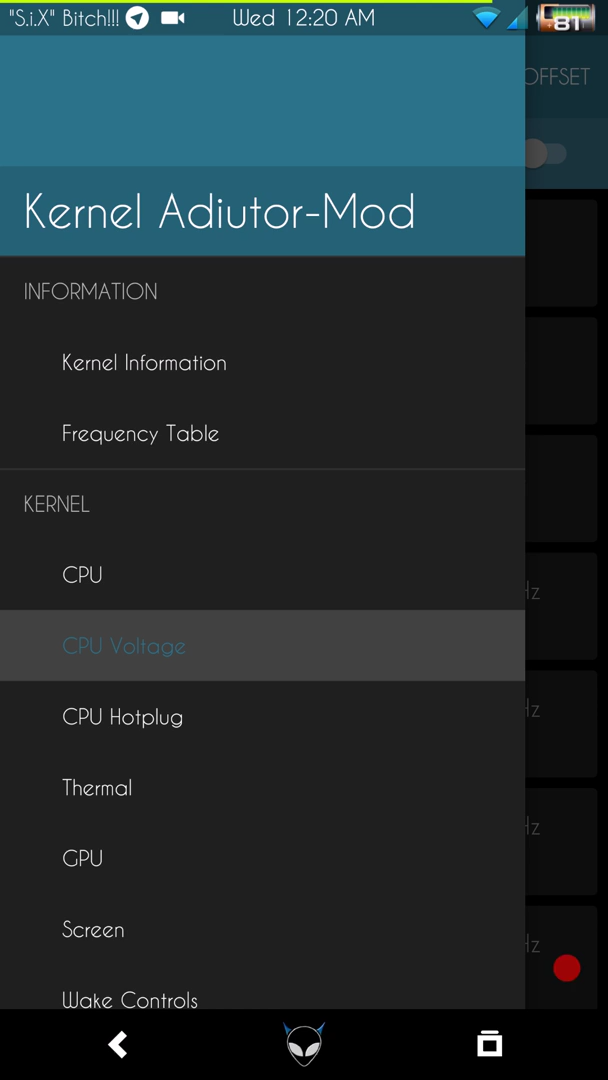 "S.i.X" Bitch!!! Wed 12:20 AM 81
OFFSET
Kernel Adiutor-Mod
INFORMATION
Kernel Information
Frequency Table
KERNEL
CPU
CPU Voltage
CPU Hotplug
Thermal
GPU
Screen
Wake Controls